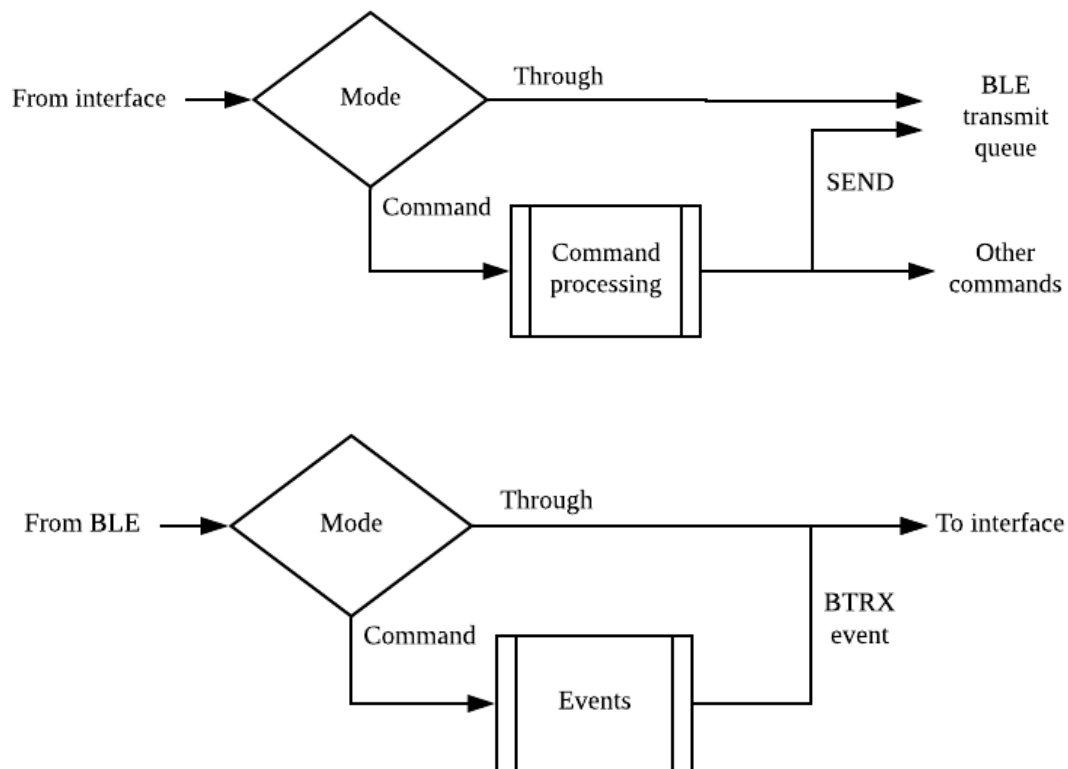 From interface
Mode
Through
BLE
transmit
queue
Command
SEND
Command
processing
Other
commands
From BLE
Mode
Through
To interface
Command
BTRX
event
Events